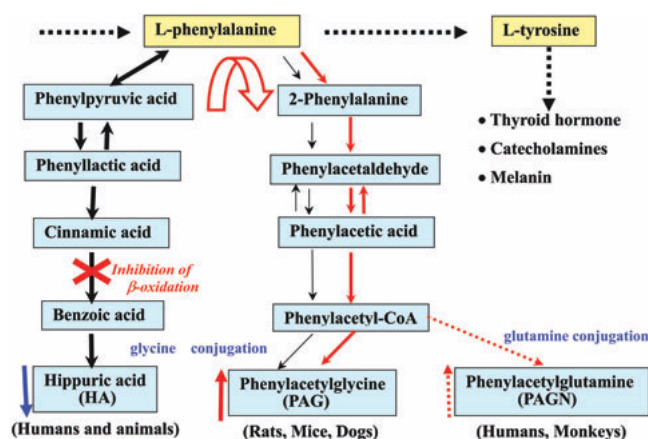 L-phenylalanine
L-tyrosine
Phenylpyruvic acid
2-Phenylalanine
• Thyroid hormone
• Catecholamines
• Melanin
Phenyllactic acid
Phenylacetaldehyde
Cinnamic acid
Phenylacetic acid
Inhibition of
β-oxidation
Benzoic acid
Phenylacetyl-CoA
glycine conjugation
glutamine conjugation
Hippuric acid
(HA)
Phenylacetylglycine
(PAG)
Phenylacetylglutamine
(PAGN)
(Humans and animals)
(Rats, Mice, Dogs)
(Humans, Monkeys)